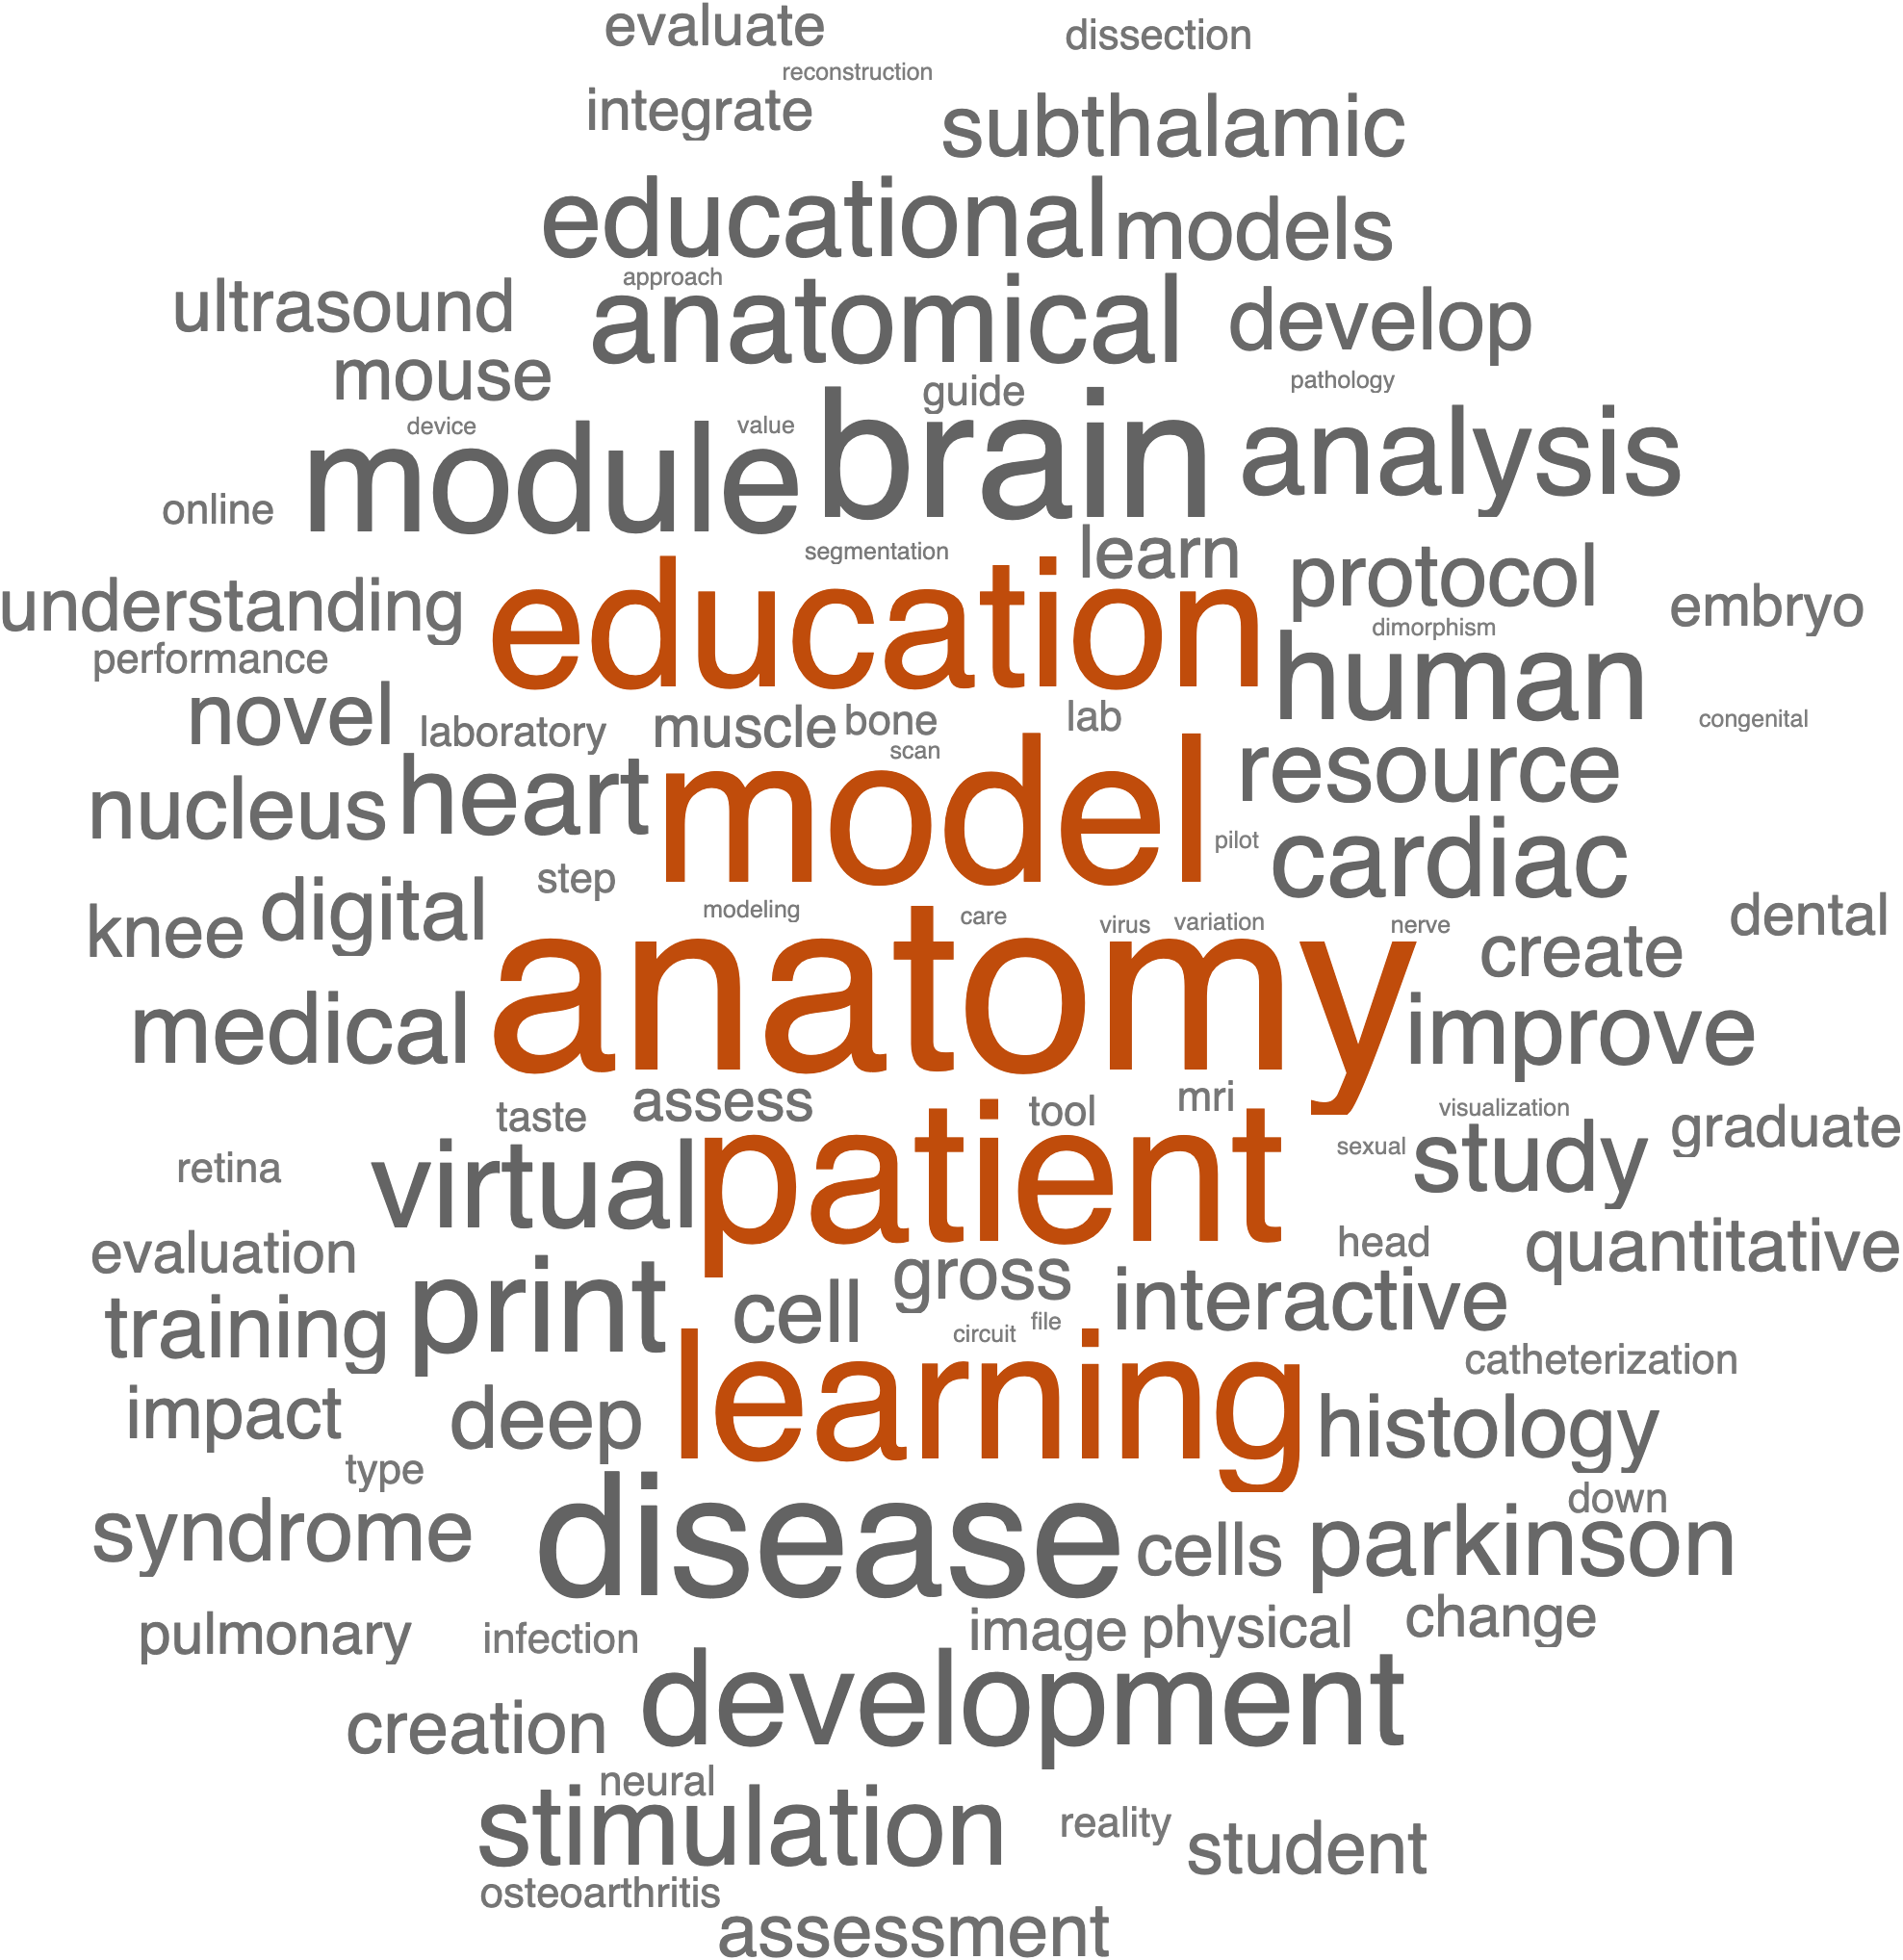 evaluate dissection
reconstruction
integrate subthalamic
educational models
approach
ultrasound anatomical develop
mouse guide pathology
device value
module brain analysis
online
segmentation learn
understanding education protocol embryo
performance dimorphism
human
novel laboratory muscle bone lab congenital
scan
nucleus heart model resource
pilot cardiac
step
knee digital modeling care virus variation nerve dental
create
medical anatomy improve
taste assess tool mri visualization graduate
retina virtual patient sexual study
evaluation gross head quantitative
training print cell interactive
circuit file
catheterization
impact deep learning histology
type
syndrome disease cells parkinson down
pulmonary infection image physical change
creation development
neural
stimulation reality student
osteoarthritis
assessment